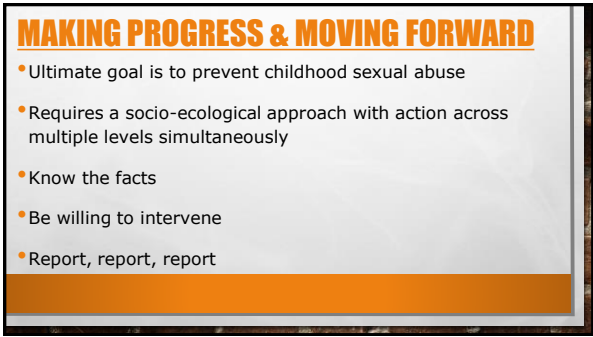 MAKING PROGRESS & MOVING FORWARD
•Ultimate goal is to prevent childhood sexual abuse
•Requires a socio-ecological approach with action across
multiple levels simultaneously
•Know the facts
•Be willing to intervene
•Report, report, report